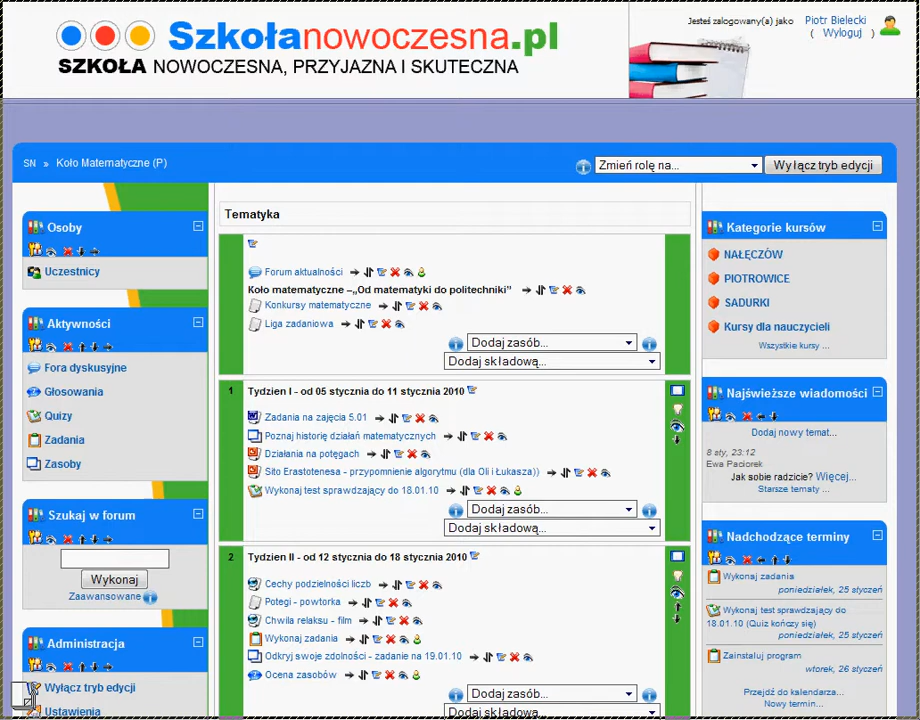 Szkołanowoczesna.pl
SZKOŁA NOWOCZESNA, PRZYJAZNA I SKUTECZNA
Jesteś zalogowany(a) jako Piotr Bielecki
( Wyloguj )
SN » Koło Matematyczne (P)
Zmień rolę na...
Wyłącz tryb edycji
Osoby
Uczestnicy
Aktywności
Fora dyskusyjne
Głosowania
Quizy
Zadania
Zasoby
Szukaj w forum
Wykonaj
Zaawansowane
Administracja
Wyłącz tryb edycji
Ustawienia
Tematyka
Forum aktualności
Koło matematyczne –„Od matematyki do politechniki”
Konkursy matematyczne
Liga zadaniowa
Dodaj zasób...
Dodaj składową...
1
Tydzien I - od 05 stycznia do 11 stycznia 2010
Zadania na zajęcia 5.01
Poznaj historię działań matematycznych
Działania na potęgach
Sito Erastotenesa - przypomnienie algorytmu (dla Oli i Łukasza))
Wykonaj test sprawdzający do 18.01.10
Dodaj zasób...
Dodaj składową...
2
Tydzien II - od 12 stycznia do 18 stycznia 2010
Cechy podzielności liczb
Potegi - powtorka
Chwila relaksu - film
Wykonaj zadania
Odkryj swoje zdolności - zadanie na 19.01.10
Ocena zasobów
Dodaj zasób...
Dodaj składową...
Kategorie kursów
NAŁĘCZÓW
PIOTROWICE
SADURKI
Kursy dla nauczycieli
Wszystkie kursy ...
Najświeższe wiadomości
Dodaj nowy temat...
8 sty, 23:12
Ewa Paciorek
Jak sobie radzicie? Więcej...
Starsze tematy ...
Nadchodzące terminy
Wykonaj zadania
poniedziałek, 25 styczeń
Wykonaj test sprawdzający do
18.01.10 (Quiz kończy się)
poniedziałek, 25 styczeń
Zainstaluj program
wtorek, 26 styczeń
Przejdź do kalendarza...
Nowy termin...